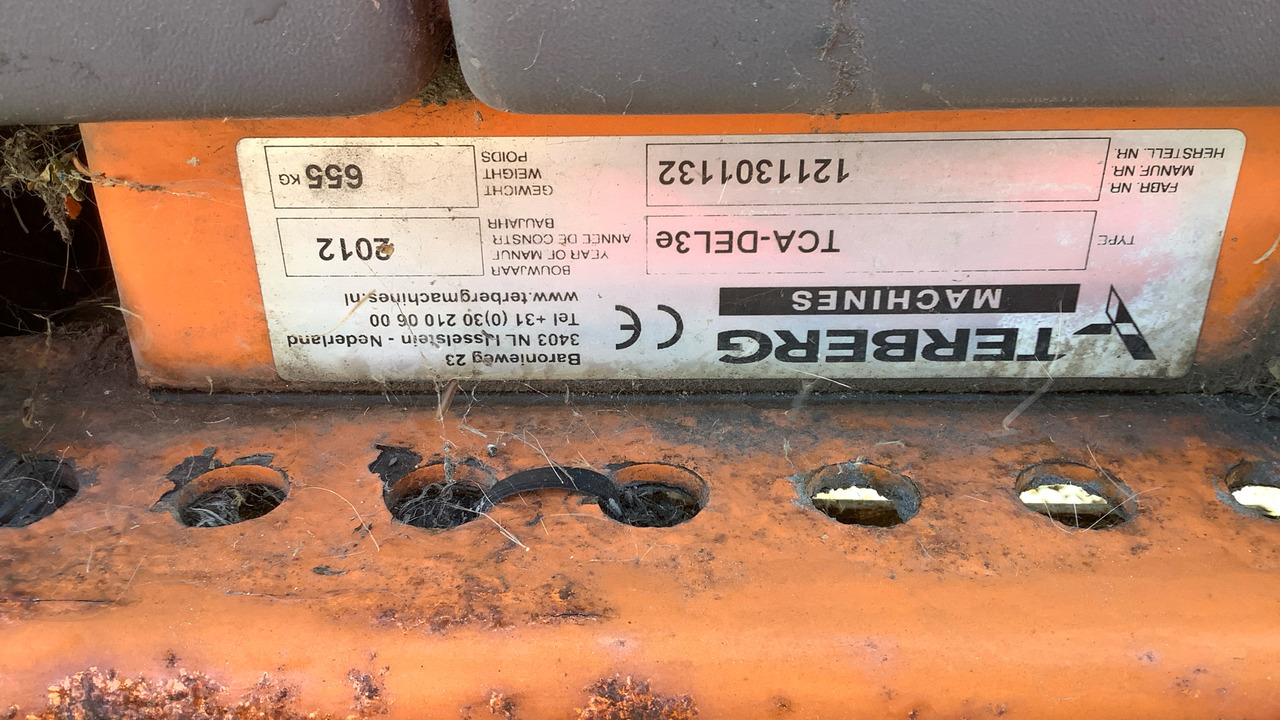 TERBERG
MACHINES
CE
Baronieweg 23
3403 NL IJsselstein - Nederland
Tel +31 (0)30 210 06 00
www.terbergmachines.nl
TYPE
TCA-DEL3e
BOUWJAAR
YEAR OF MANUF
ANNEE DE CONSTR
BAUJAHR
2012
FABR. NR
MANUF. NR.
HERSTELL. NR.
1211301132
GEWICHT
WEIGHT
POIDS
655 KG